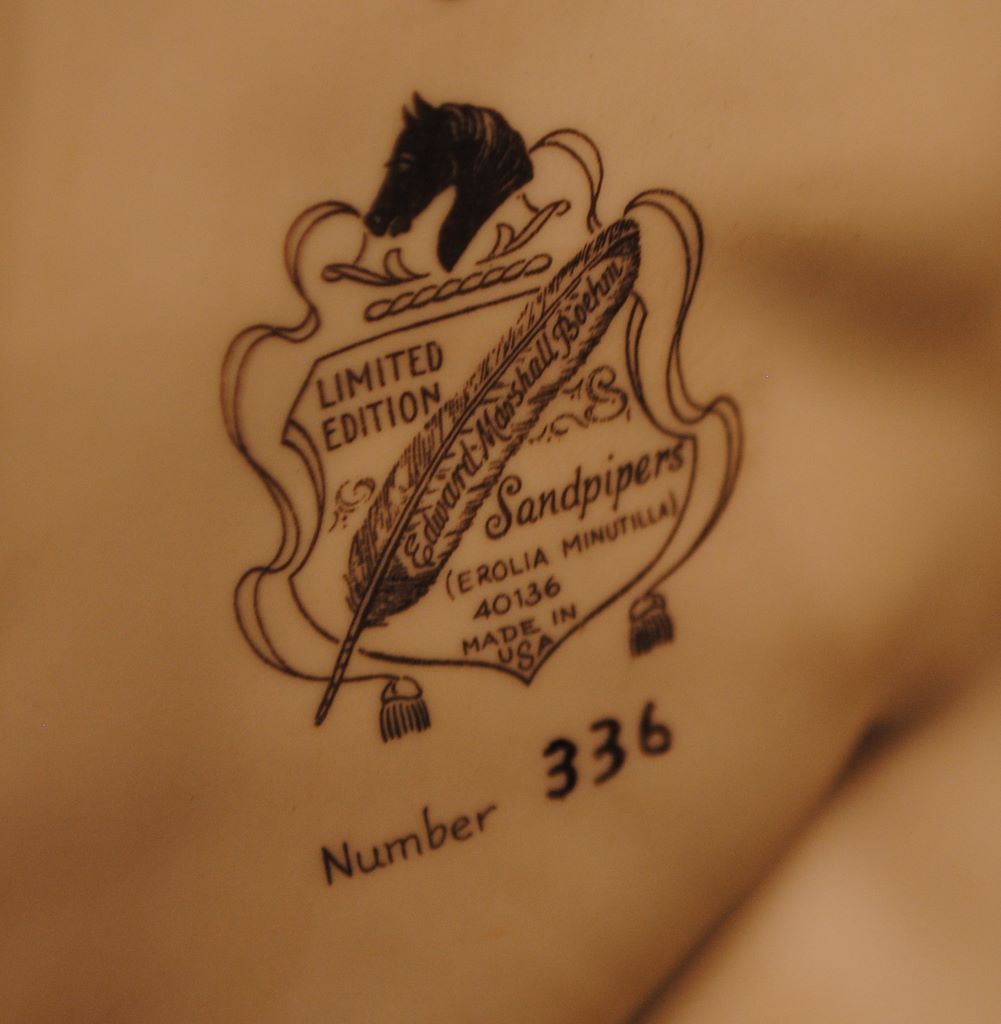 LIMITED
EDITION
Edward Marshall Boehm
Sandpipers
(EROLIA MINUTILLA)
40136
MADE IN
USA
Number 336